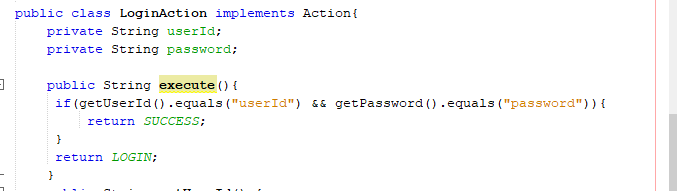 public class LoginAction implements Action{
private String userId;
private String password;
public String execute(){
if(getUserId().equals("userId") && getPassword().equals("password")){
return SUCCESS;
}
return LOGIN;
}